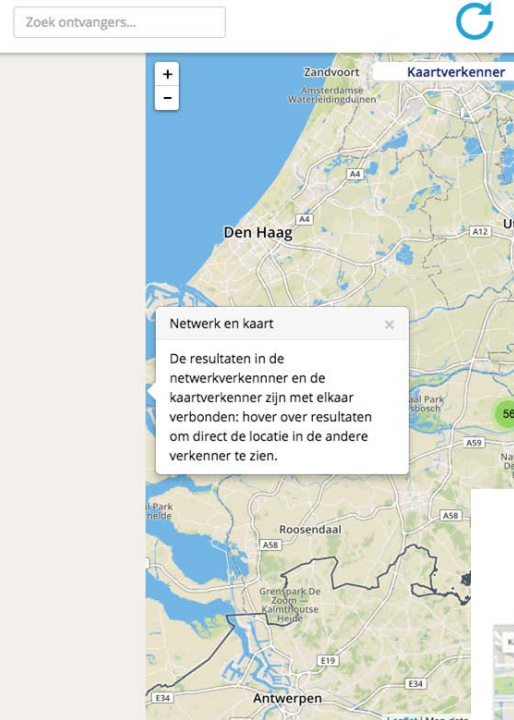 Zoek ontvangers...
Zandvoort
Kaartverkenner
Amsterdamse
Waterleidingduinen
+
-
A4
A4
Den Haag
A12
Netwerk en kaart ×
De resultaten in de
netwerkverkennner en de
kaartverkenner zijn met elkaar
verbonden: hover over resultaten
om direct de locatie in de andere
verkenner te zien.
56
A59
A58
Roosendaal
A58
Grenspark De
Zoom —
Kalmthoutse
Heide
E19
E34
E34
Antwerpen